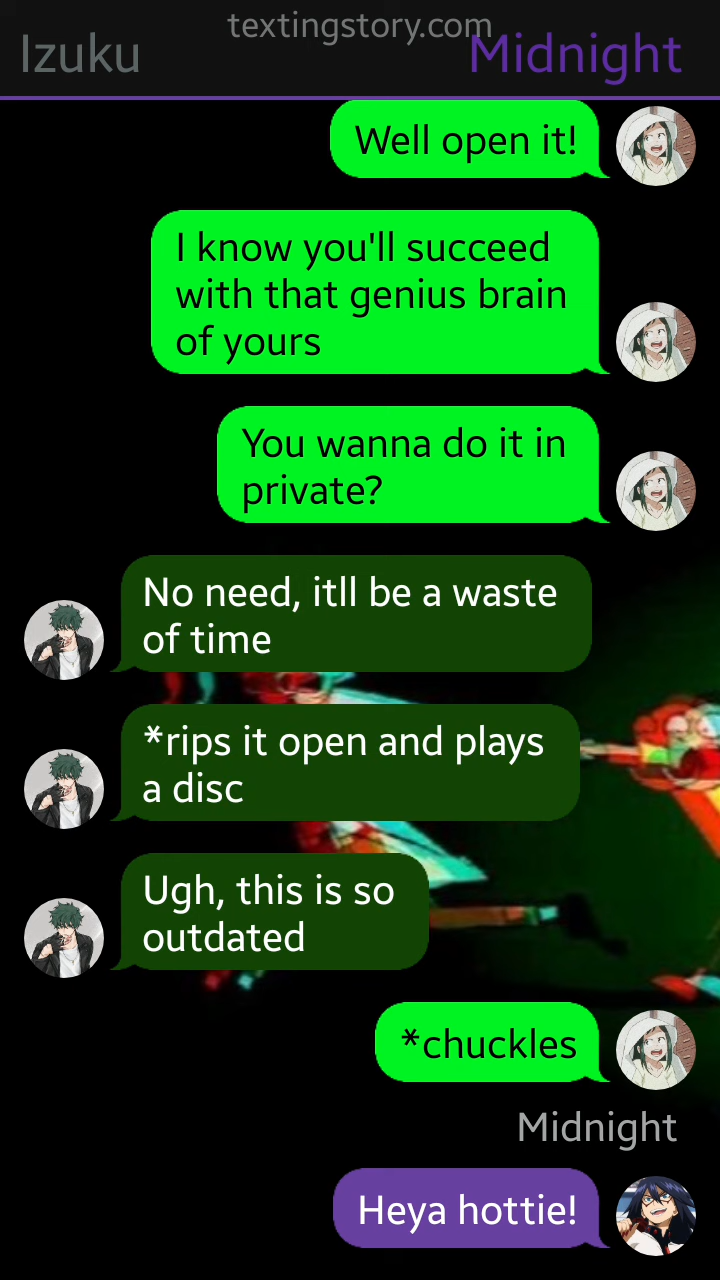 textingstory.com
Izuku
Midnight
Well open it!
I know you'll succeed
with that genius brain
of yours
You wanna do it in
private?
No need, itll be a waste
of time
*rips it open and plays
a disc
Ugh, this is so
outdated
*chuckles
Midnight
Heya hottie!